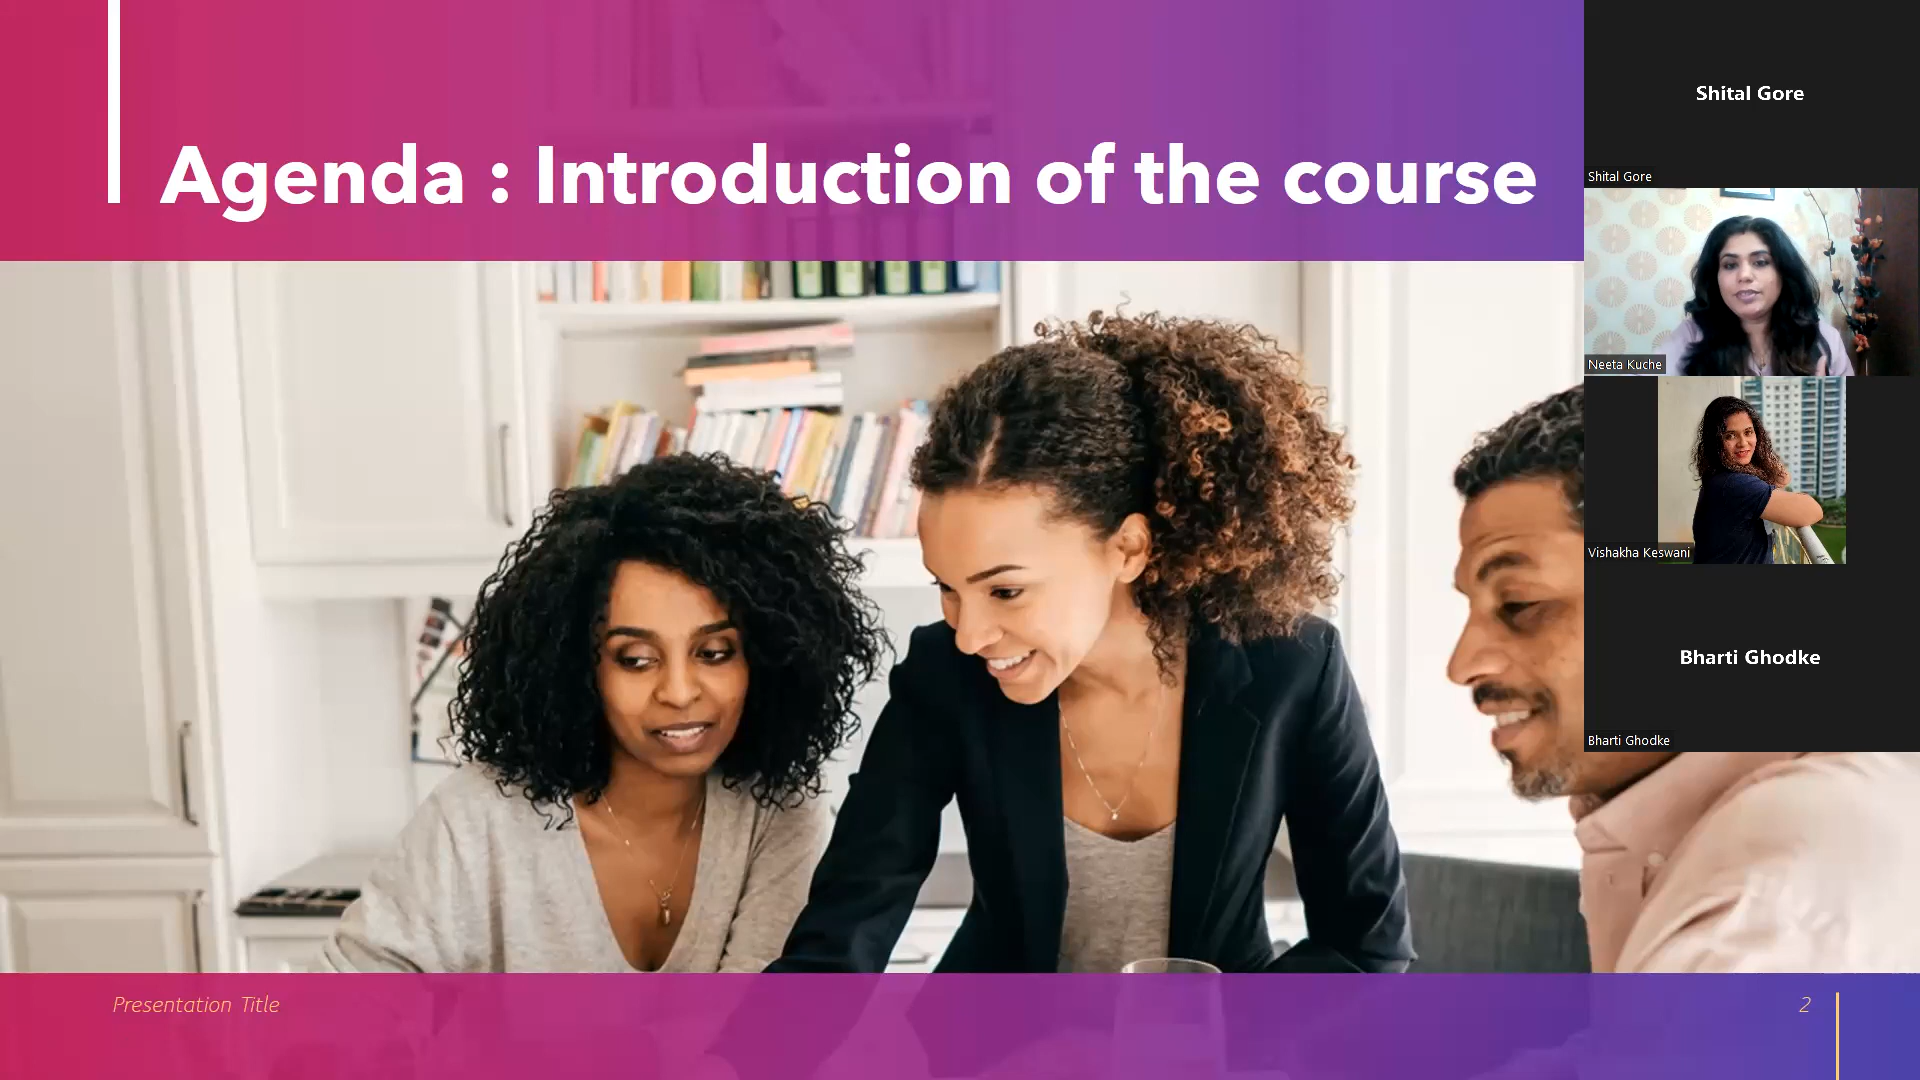 Agenda : Introduction of the course
Shital Gore
Shital Gore
Neeta Kuche
Vishakha Keswani
Bharti Ghodke
Bharti Ghodke
Presentation Title
2